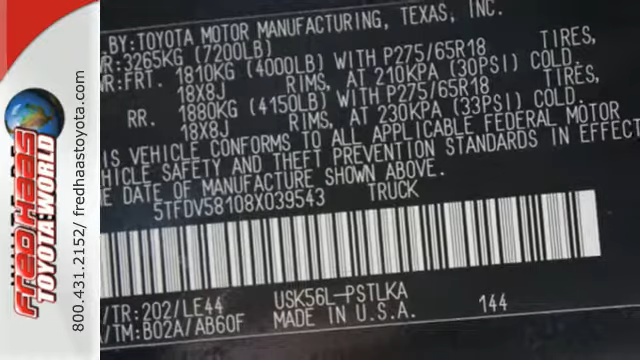 BY: TOYOTA MOTOR MANUFACTURING, TEXAS, INC.
R: 3265KG (7200LB)
WR: FRT. 1810KG (4000LB) WITH P275/65R18 TIRES,
18X8J RIMS, AT 210KPA (30PSI) COLD.
RR. 1880KG (4150LB) WITH P275/65R18 TIRES,
18X8J RIMS, AT 230KPA (33PSI) COLD.
IS VEHICLE CONFORMS TO ALL APPLICABLE FEDERAL MOTOR
HICLE SAFETY AND THEFT PREVENTION STANDARDS IN EFFECT
E DATE OF MANUFACTURE SHOWN ABOVE.
5TFDV58108X039543 TRUCK
/TR: 202/LE44 USK56L-PSTLKA
/TM: B02A/AB60F MADE IN U.S.A. 144
Fred Haas
TOYOTA WORLD
800.431.2152/ fredhaastoyota.com